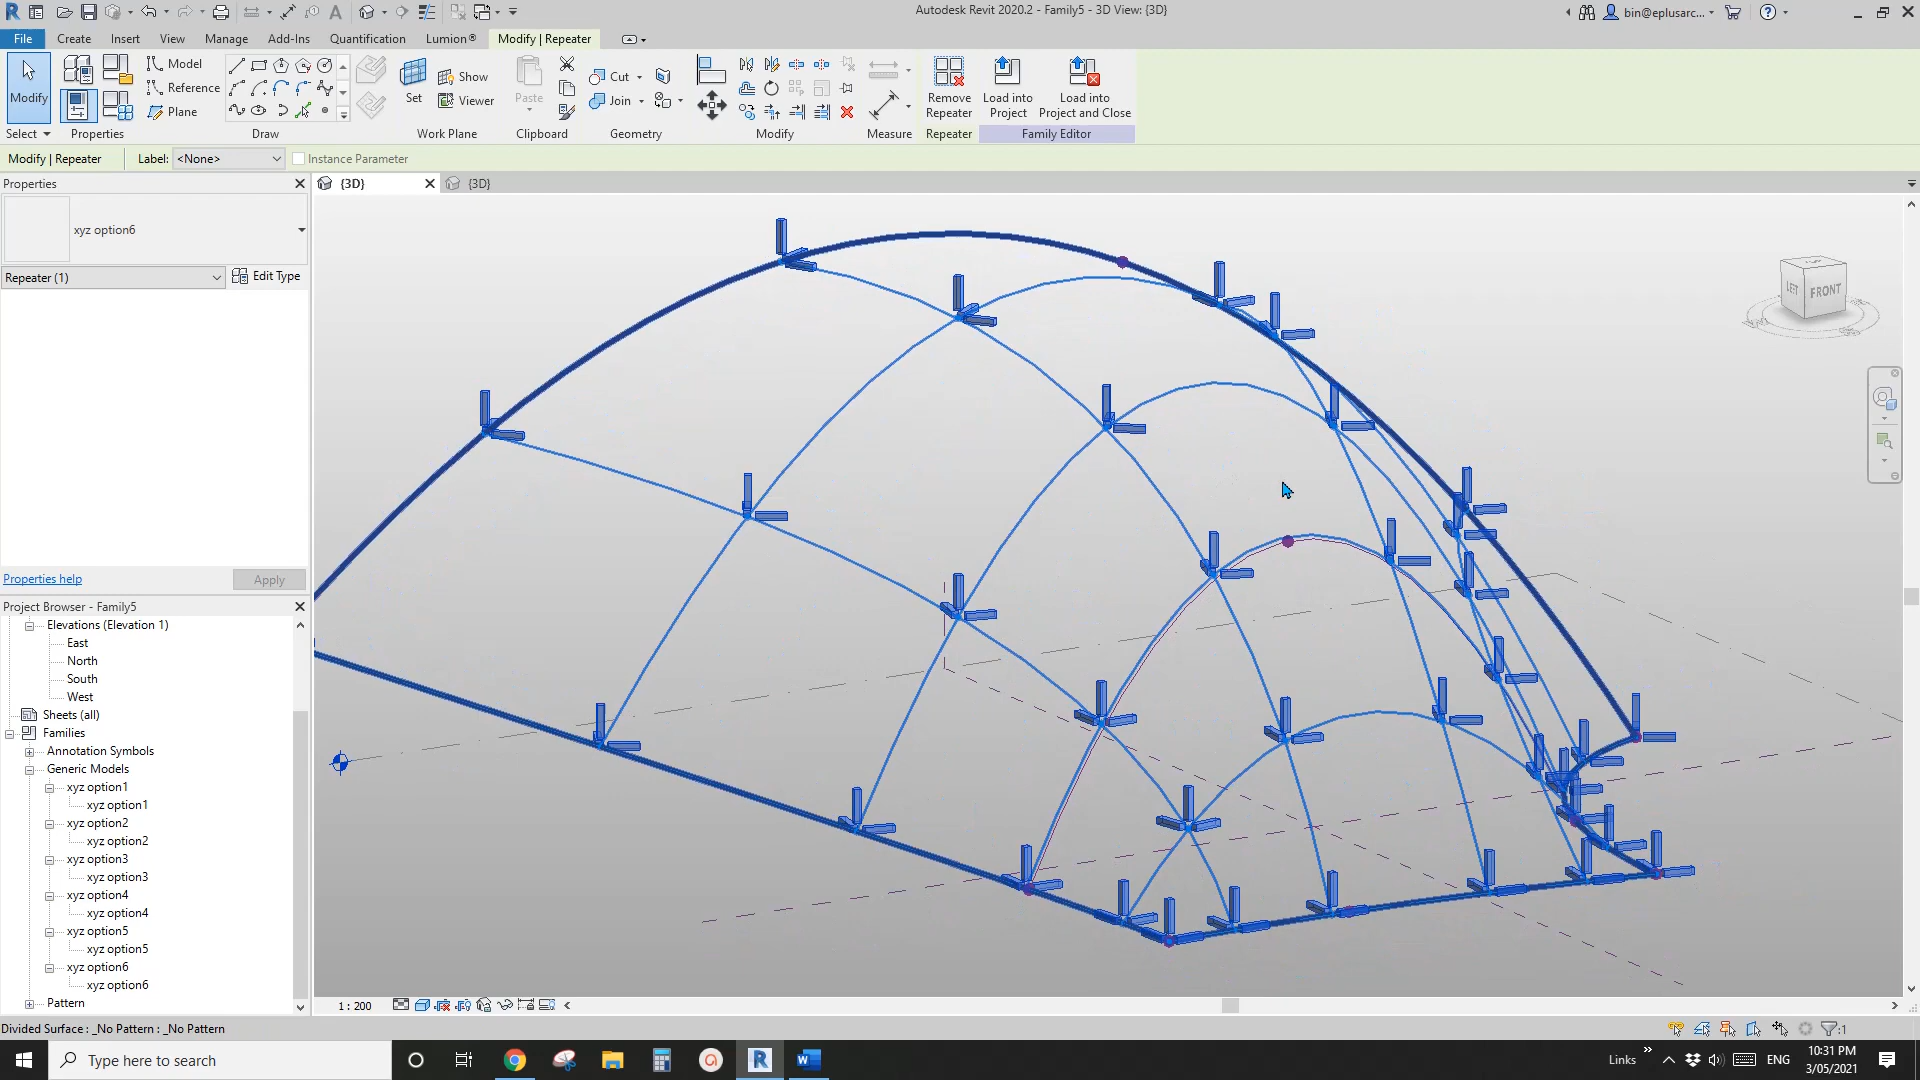 Autodesk Revit 2020.2 - Family5 - 3D View: {3D}
bin@eplusarc...
File Create Insert View Manage Add-Ins Quantification Lumion® Modify | Repeater
Modify
Model
Reference
Plane
Set
Show
Viewer
Paste
Cut
Join
Remove Repeater
Load into Project
Load into Project and Close
Select Properties Draw Work Plane Clipboard Geometry Modify Measure Repeater Family Editor
Modify | Repeater Label: <None> Instance Parameter
Properties
{3D}
{3D}
xyz option6
Repeater (1)
Edit Type
LEFT
FRONT
Properties help
Apply
Project Browser - Family5
Elevations (Elevation 1)
East
North
South
West
Sheets (all)
Families
Annotation Symbols
Generic Models
xyz option1
xyz option1
xyz option2
xyz option2
xyz option3
xyz option3
xyz option4
xyz option4
xyz option5
xyz option5
xyz option6
xyz option6
Pattern
1 : 200
Divided Surface : _No Pattern : _No Pattern
:1
Type here to search
Links
ENG
10:31 PM
3/05/2021